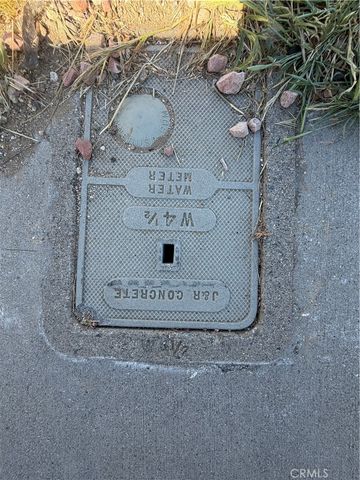 J&R CONCRETE
W 4½
WATER
METER
CRMLS